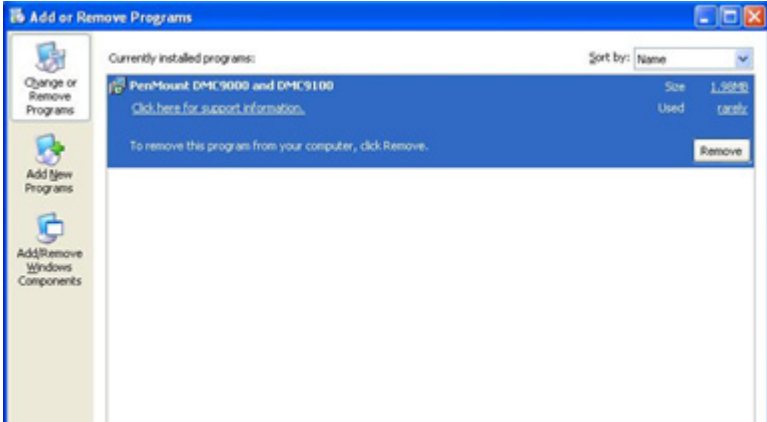 Add or Remove Programs
Change or
Remove
Programs
Add New
Programs
Add/Remove
Windows
Components
Currently installed programs:
Sort by: Name
PenMount DMC9000 and DMC9100
Size 1.98MB
Click here for support information.
Used rarely
To remove this program from your computer, click Remove.
Remove